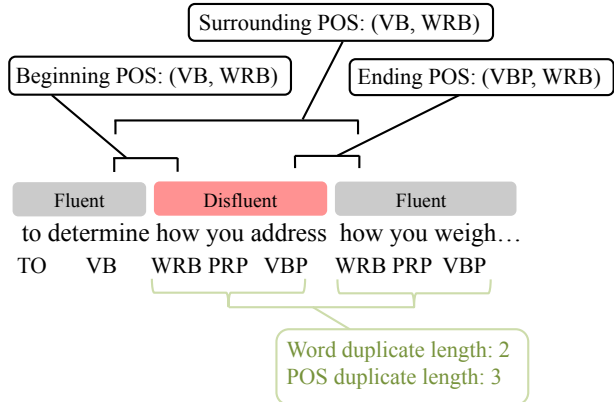 Surrounding POS: (VB, WRB)
Beginning POS: (VB, WRB)
Ending POS: (VBP, WRB)
Fluent Disfluent Fluent
to determine how you address how you weigh…
TO VB WRB PRP VBP WRB PRP VBP
Word duplicate length: 2
POS duplicate length: 3